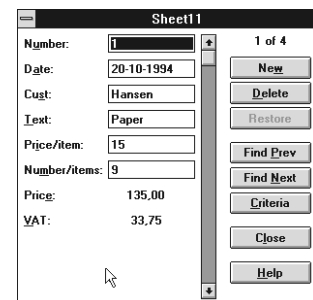 Sheet11
Number: 1
Date: 20-10-1994
Cust: Hansen
Text: Paper
Price/item: 15
Number/items: 9
Price: 135,00
VAT: 33,75
1 of 4
New
Delete
Restore
Find Prev
Find Next
Criteria
Close
Help